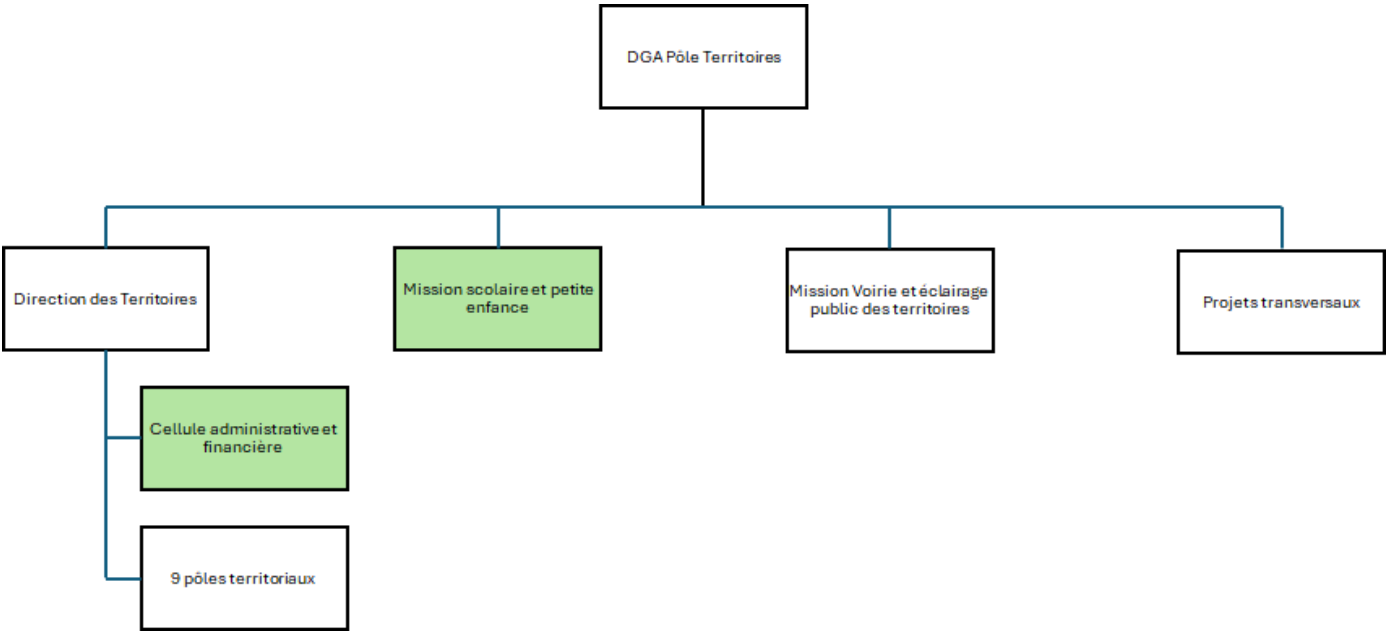 DGA Pôle Territoires
Direction des Territoires
Mission scolaire et petite
enfance
Mission Voirie et éclairage
public des territoires
Projets transversaux
Cellule administrative et
financière
9 pôles territoriaux